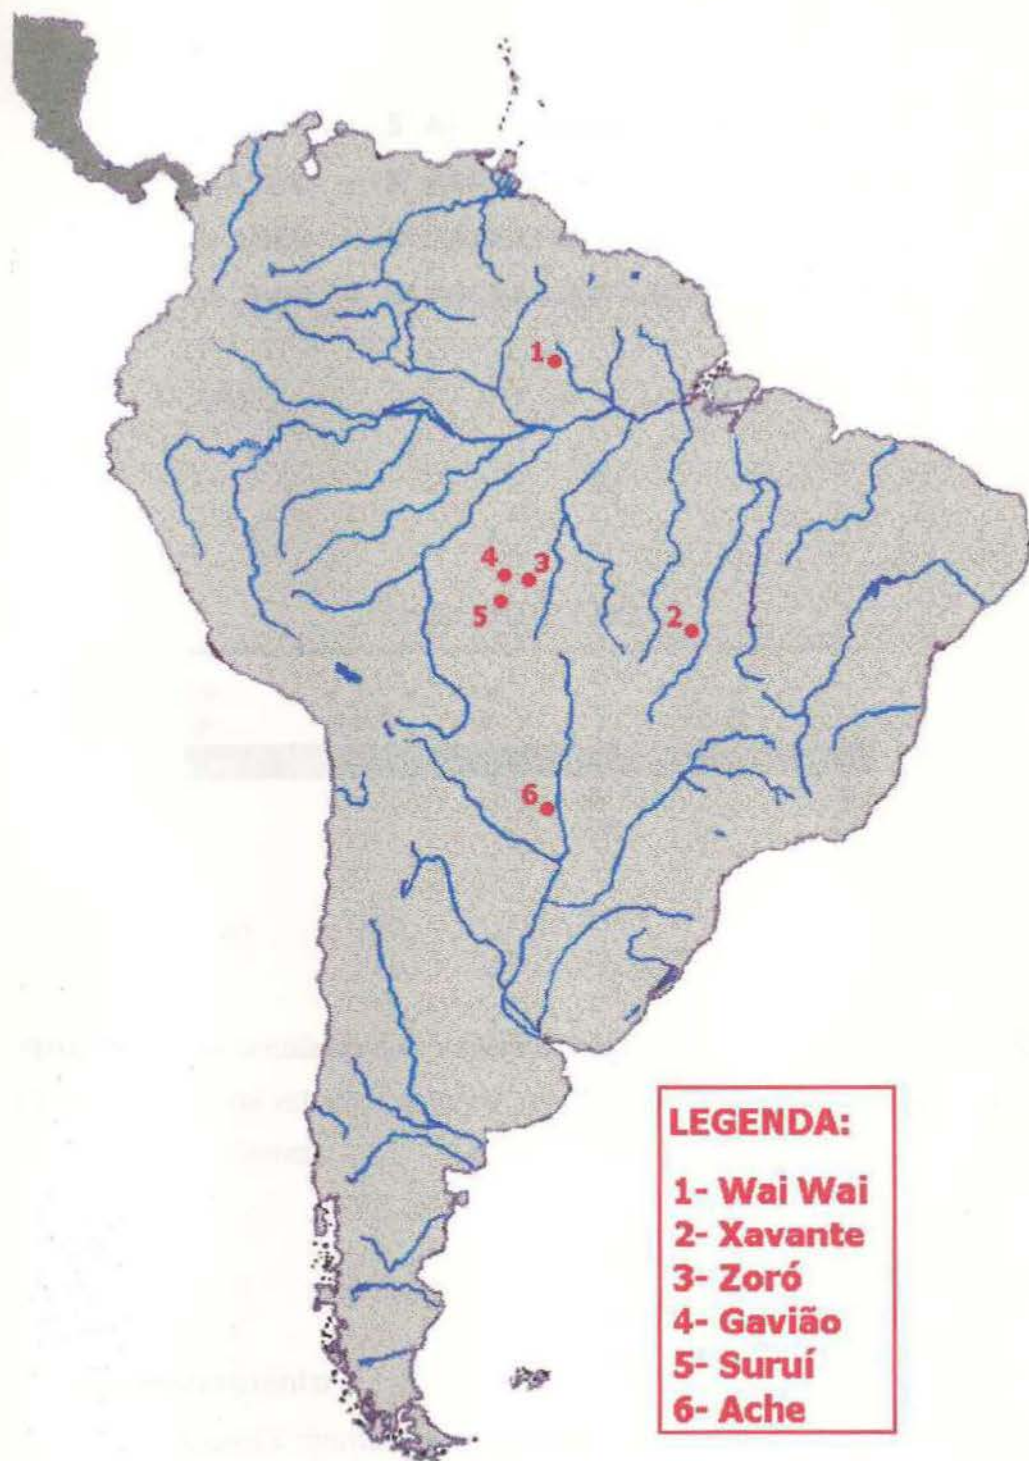 1
4
3
5
2
6
LEGENDA:
1- Wai Wai
2- Xavante
3- Zoró
4- Gavião
5- Suruí
6- Ache